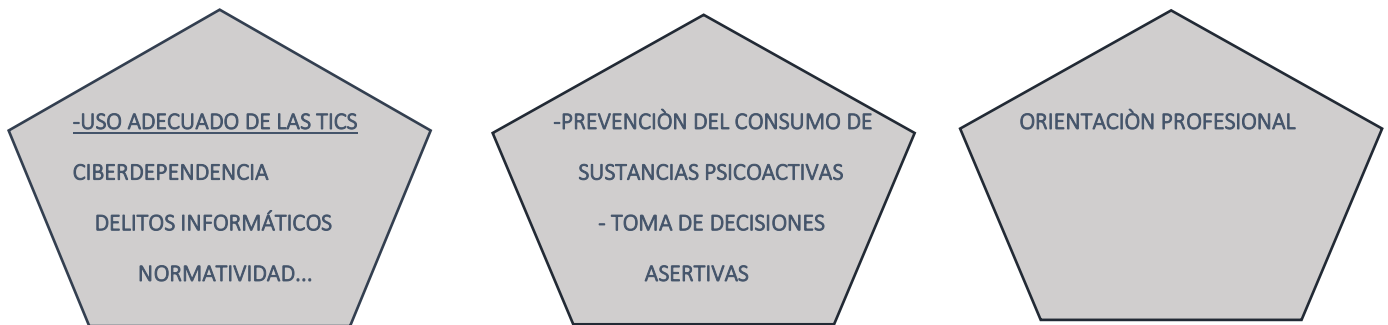 -USO ADECUADO DE LAS TICS
CIBERDEPENDENCIA
DELITOS INFORMÁTICOS
NORMATIVIDAD...
-PREVENCIÒN DEL CONSUMO DE
SUSTANCIAS PSICOACTIVAS
- TOMA DE DECISIONES
ASERTIVAS
ORIENTACIÒN PROFESIONAL